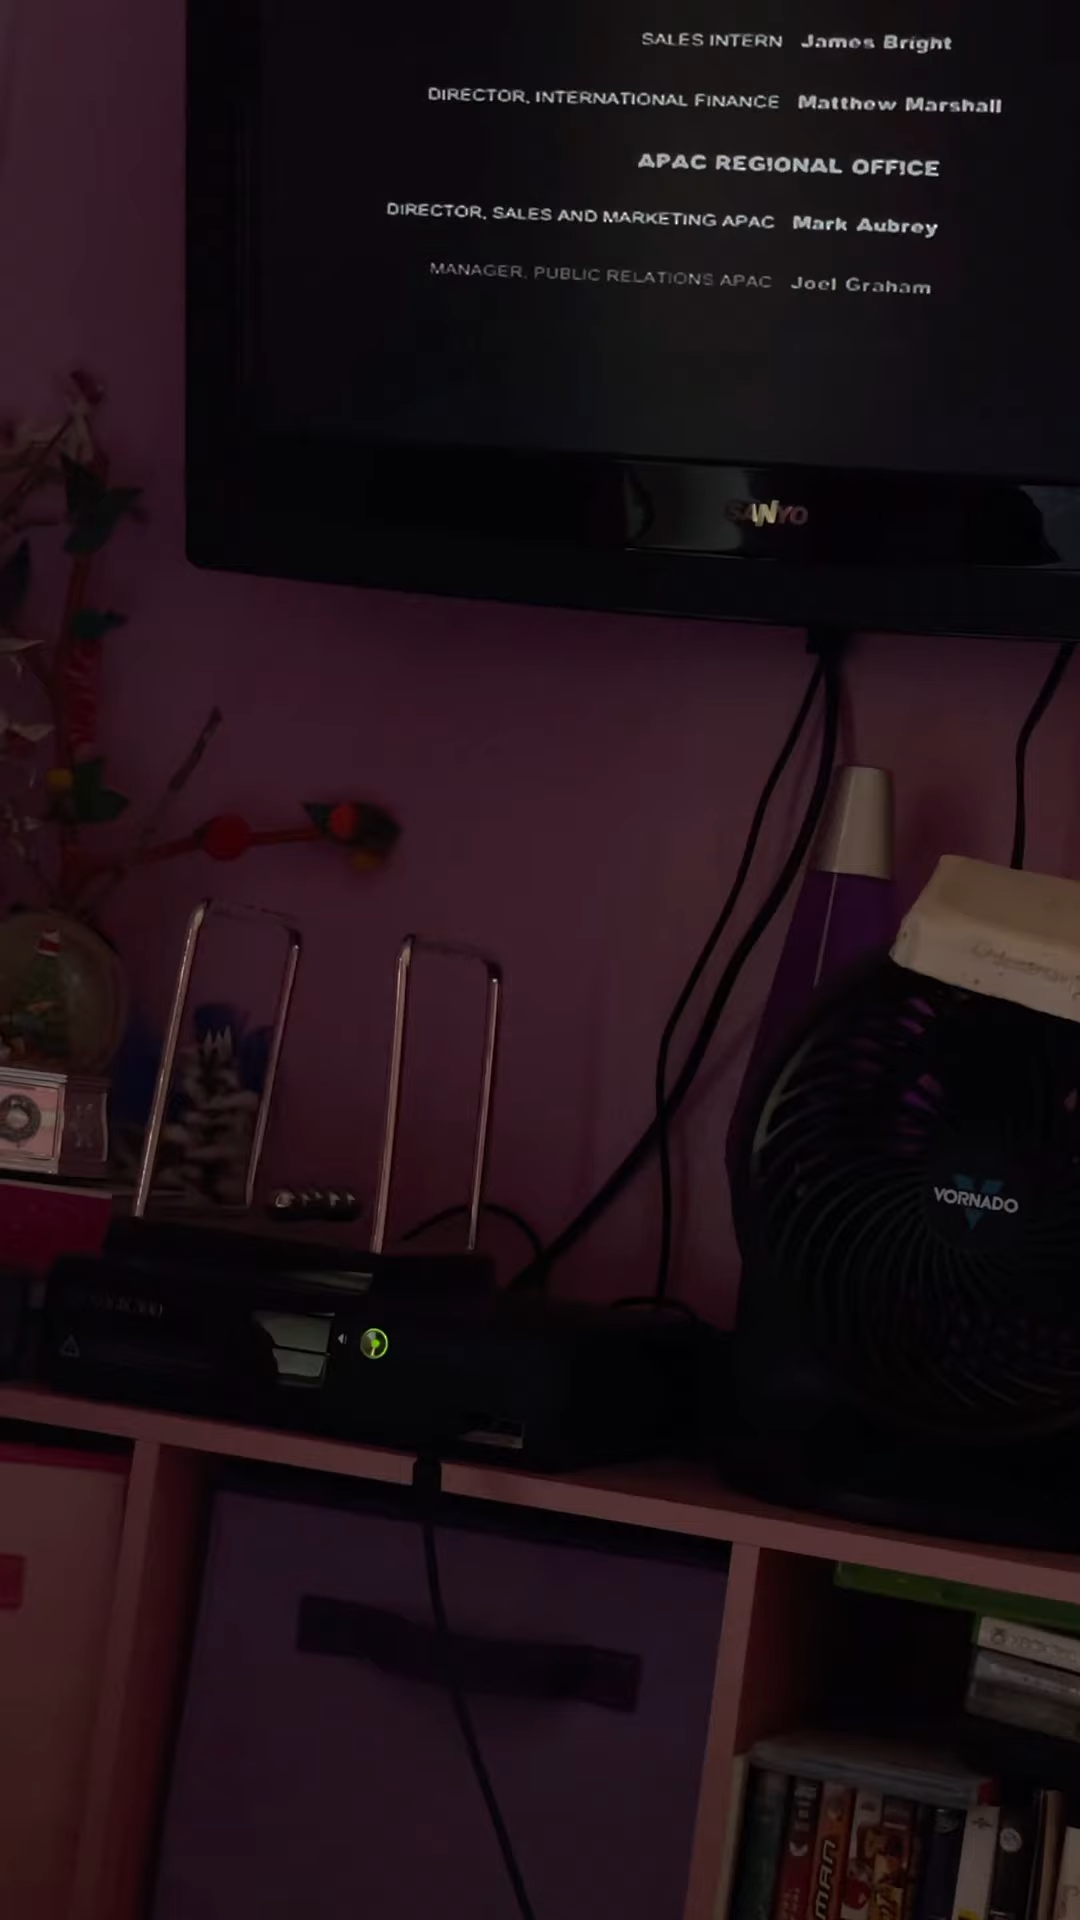 SALES INTERN James Bright
DIRECTOR, INTERNATIONAL FINANCE Matthew Marshall
APAC REGIONAL OFFICE
DIRECTOR, SALES AND MARKETING APAC Mark Aubrey
MANAGER, PUBLIC RELATIONS APAC Joel Graham
SANYO
VORNADO